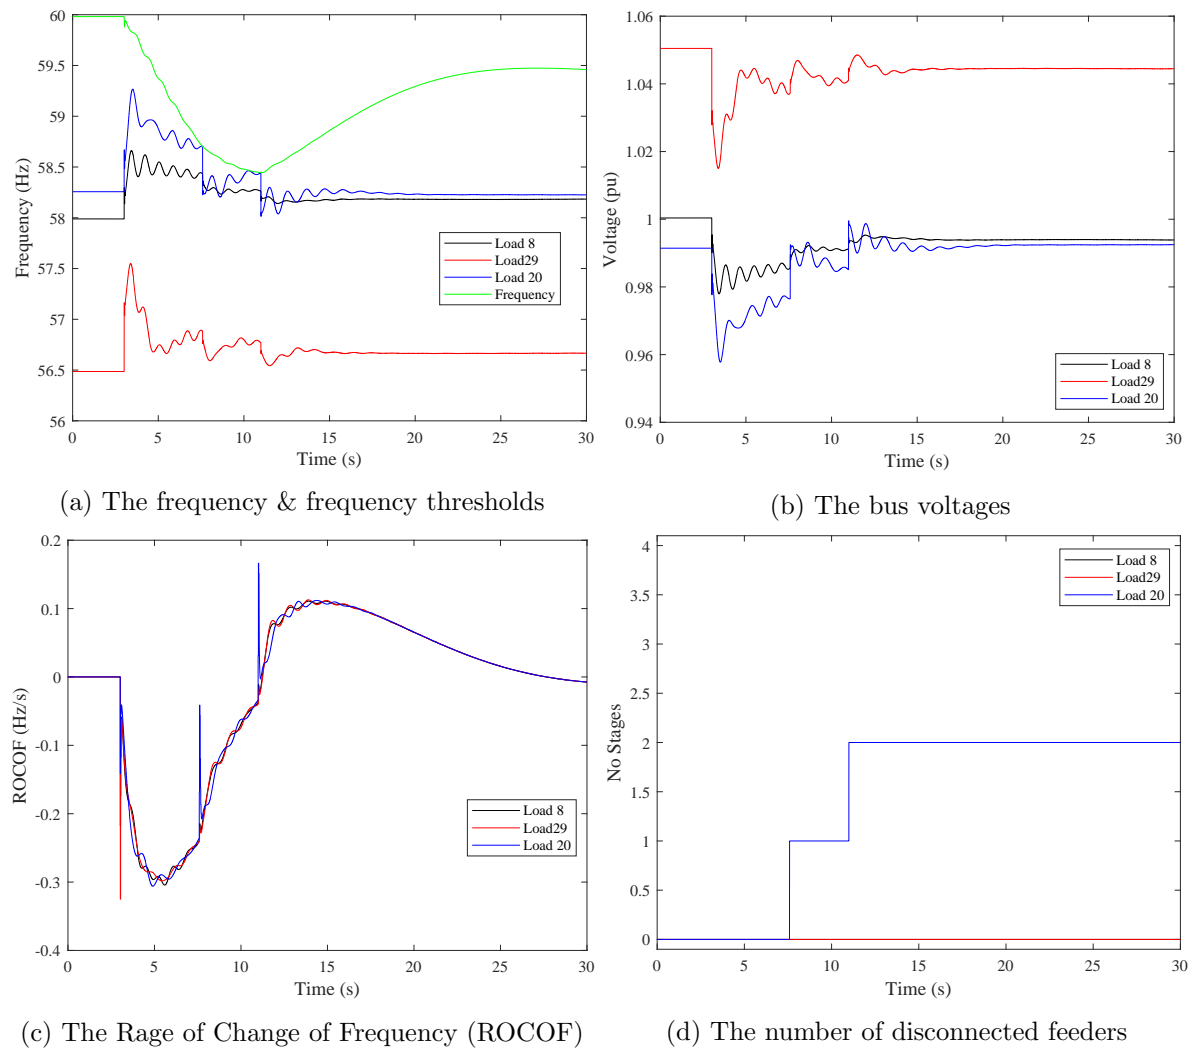 60
59.5
59
58.5
58
57.5
57
56.5
56
Frequency (Hz)
Load 8
Load29
Load 20
Frequency
0
5
10
15
20
25
30
Time (s)
(a) The frequency & frequency thresholds
1.06
1.04
1.02
1
0.98
0.96
0.94
Voltage (pu)
Load 8
Load29
Load 20
0
5
10
15
20
25
30
Time (s)
(b) The bus voltages
0.2
0.1
0
-0.1
-0.2
-0.3
-0.4
ROCOF (Hz/s)
Load 8
Load29
Load 20
0
5
10
15
20
25
30
Time (s)
(c) The Rage of Change of Frequency (ROCOF)
4
3.5
3
2.5
2
1.5
1
0.5
0
No Stages
Load 8
Load29
Load 20
0
5
10
15
20
25
30
Time (s)
(d) The number of disconnected feeders